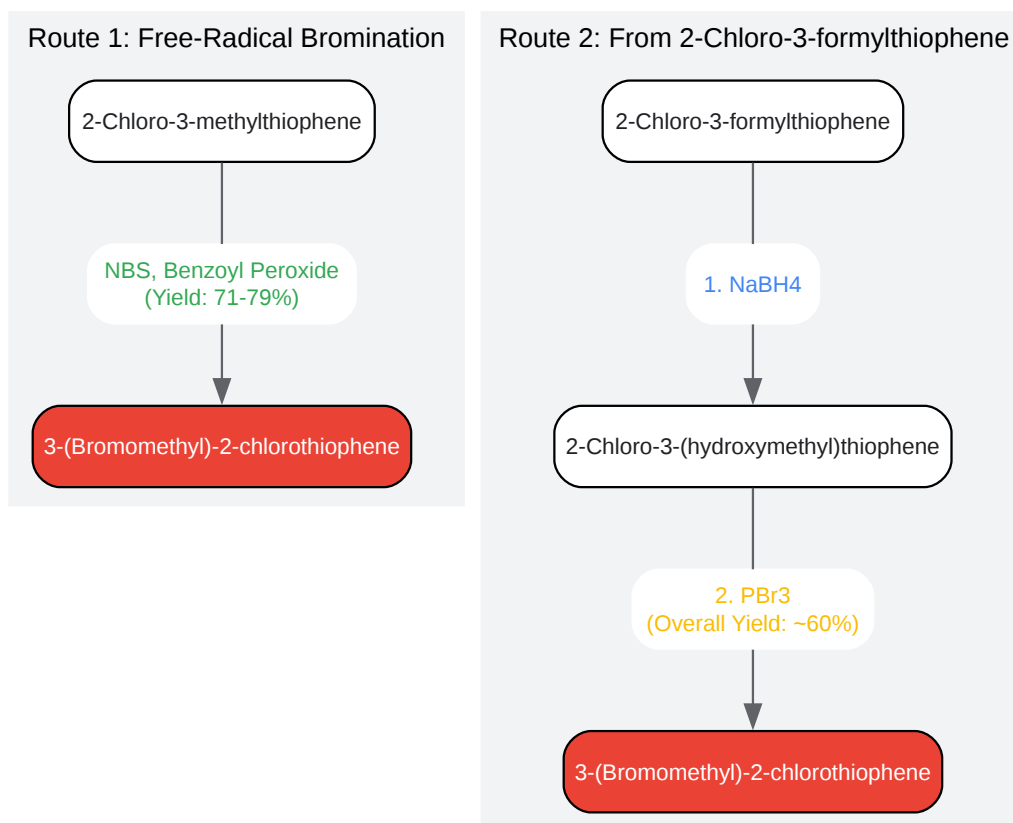 Route 1: Free-Radical Bromination
2-Chloro-3-methylthiophene
NBS, Benzoyl Peroxide
(Yield: 71-79%)
3-(Bromomethyl)-2-chlorothiophene
Route 2: From 2-Chloro-3-formylthiophene
2-Chloro-3-formylthiophene
1. NaBH4
2-Chloro-3-(hydroxymethyl)thiophene
2. PBr3
(Overall Yield: ~60%)
3-(Bromomethyl)-2-chlorothiophene